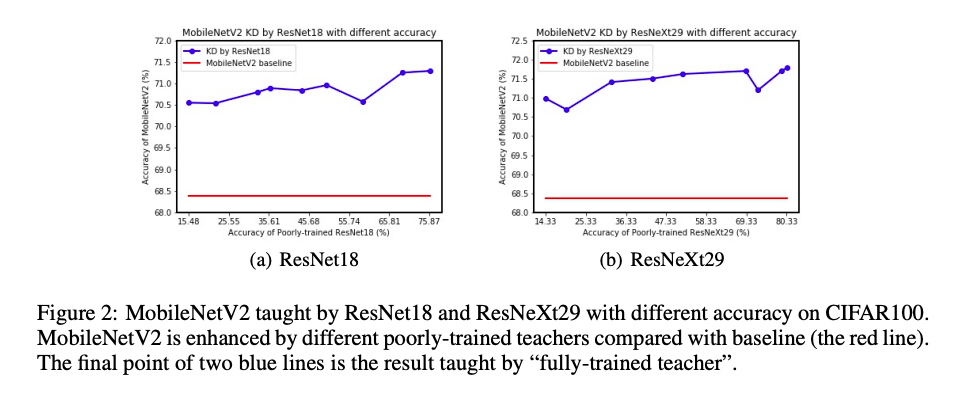 MobileNetV2 KD by ResNet18 with different accuracy
72.0
71.5
71.0
70.5
70.0
69.5
69.0
68.5
68.0
Accuracy of MobileNetV2 (%)
KD by ResNet18
MobileNetV2 baseline
15.48 25.55 35.61 45.68 55.74 65.81 75.87
Accuracy of Poorly-trained ResNet18 (%)
(a) ResNet18
MobileNetV2 KD by ResNeXt29 with different accuracy
72.5
72.0
71.5
71.0
70.5
70.0
69.5
69.0
68.5
68.0
Accuracy of MobileNetV2 (%)
KD by ResNeXt29
MobileNetV2 baseline
14.33 25.33 36.33 47.33 58.33 69.33 80.33
Accuracy of Poorly-trained ResNeXt29 (%)
(b) ResNeXt29
Figure 2: MobileNetV2 taught by ResNet18 and ResNeXt29 with different accuracy on CIFAR100.
MobileNetV2 is enhanced by different poorly-trained teachers compared with baseline (the red line).
The final point of two blue lines is the result taught by “fully-trained teacher”.